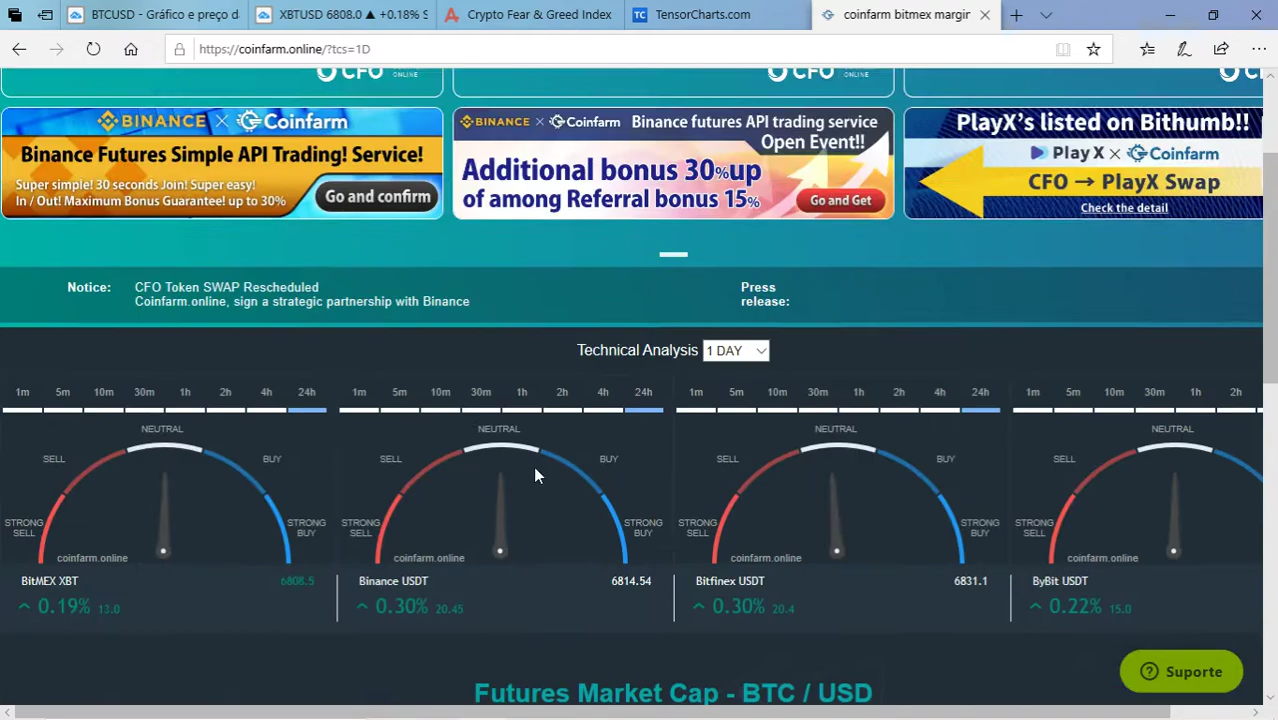 BTCUSD - Gráfico e preço d
XBTUSD 6808.0 ▲ +0.18% S
Crypto Fear & Greed Index
TC TensorCharts.com
coinfarm bitmex margin
https://coinfarm.online/?tcs=1D
CFO ONLINE
CFO ONLINE
BINANCE X Coinfarm
Binance Futures Simple API Trading! Service!
Super simple! 30 seconds Join! Super easy!
In / Out! Maximum Bonus Guarantee! up to 30%
Go and confirm
BINANCE X Coinfarm Binance futures API trading service
Open Event!!
Additional bonus 30%up
of among Referral bonus 15%
Go and Get
PlayX's listed on Bithumb!!
Play X X Coinfarm
CFO → PlayX Swap
Check the detail
Notice: CFO Token SWAP Rescheduled
Coinfarm.online, sign a strategic partnership with Binance
Press
release:
Technical Analysis 1 DAY
1m 5m 10m 30m 1h 2h 4h 24h
1m 5m 10m 30m 1h 2h 4h 24h
1m 5m 10m 30m 1h 2h 4h 24h
1m 5m 10m 30m 1h 2h
NEUTRAL NEUTRAL NEUTRAL NEUTRAL
SELL BUY SELL BUY SELL BUY SELL
STRONG SELL STRONG BUY STRONG SELL STRONG BUY STRONG SELL STRONG BUY STRONG SELL
coinfarm.online coinfarm.online coinfarm.online coinfarm.online
BitMEX XBT 6808.5
0.19% 13.0
Binance USDT 6814.54
0.30% 20.45
Bitfinex USDT 6831.1
0.30% 20.4
ByBit USDT
0.22% 15.0
Futures Market Cap - BTC / USD
Suporte